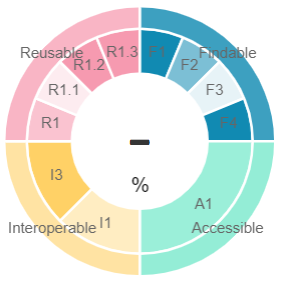 Reusable
R1.3
F1
Findable
R1.2
F2
R1.1
F3
R1
F4
-
%
I3
A1
I1
Interoperable
Accessible